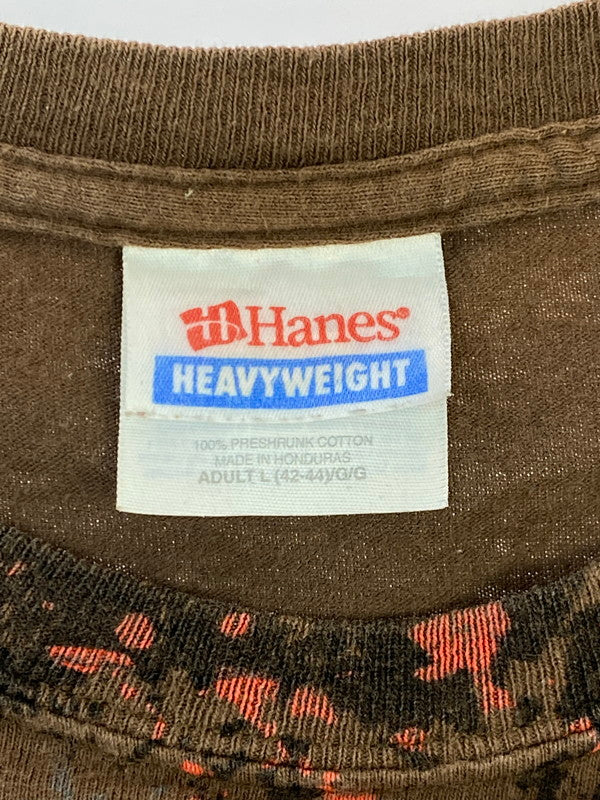 Hanes®
HEAVYWEIGHT
100% PRESHRUNK COTTON
MADE IN HONDURAS
ADULT L (42-44)/G/G